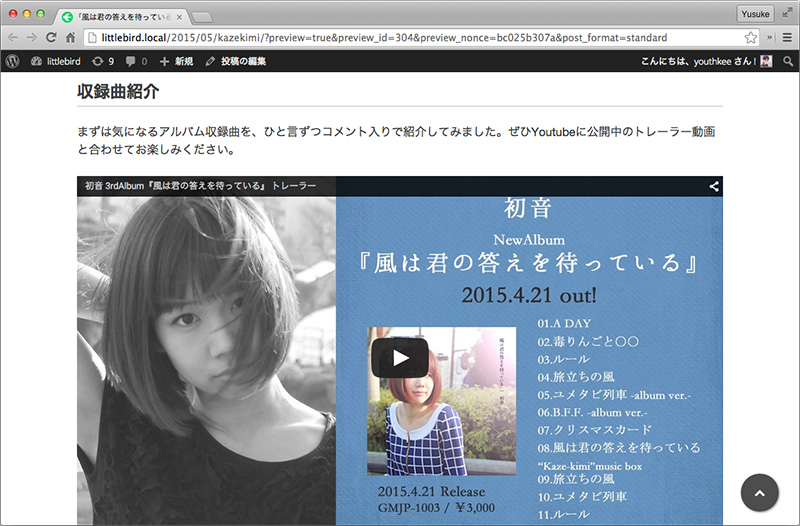 「風は君の答えを待っている
Yusuke
littlebird.local/2015/05/kazekimi/?preview=true&preview_id=304&preview_nonce=bc025b307a&post_format=standard
littlebird 9 0 新規 投稿の編集 こんにちは、youthkee さん !
収録曲紹介
まずは気になるアルバム収録曲を、ひと言ずつコメント入りで紹介してみました。ぜひYoutubeに公開中のトレーラー動画
と合わせてお楽しみください。
初音 3rdAlbum『風は君の答えを待っている』 トレーラー
初音
NewAlbum
『風は君の答えを待っている』
2015.4.21 out!
01.A DAY
02.毒りんごと〇〇
03.ルール
04.旅立ちの風
05.ユメタビ列車 -album ver.-
06.B.F.F. -album ver.-
07.クリスマスカード
08.風は君の答えを待っている
“Kaze-kimi”music box
09.旅立ちの風
10.ユメタビ列車
11.ルール
2015.4.21 Release
GMJP-1003 / ￥3,000